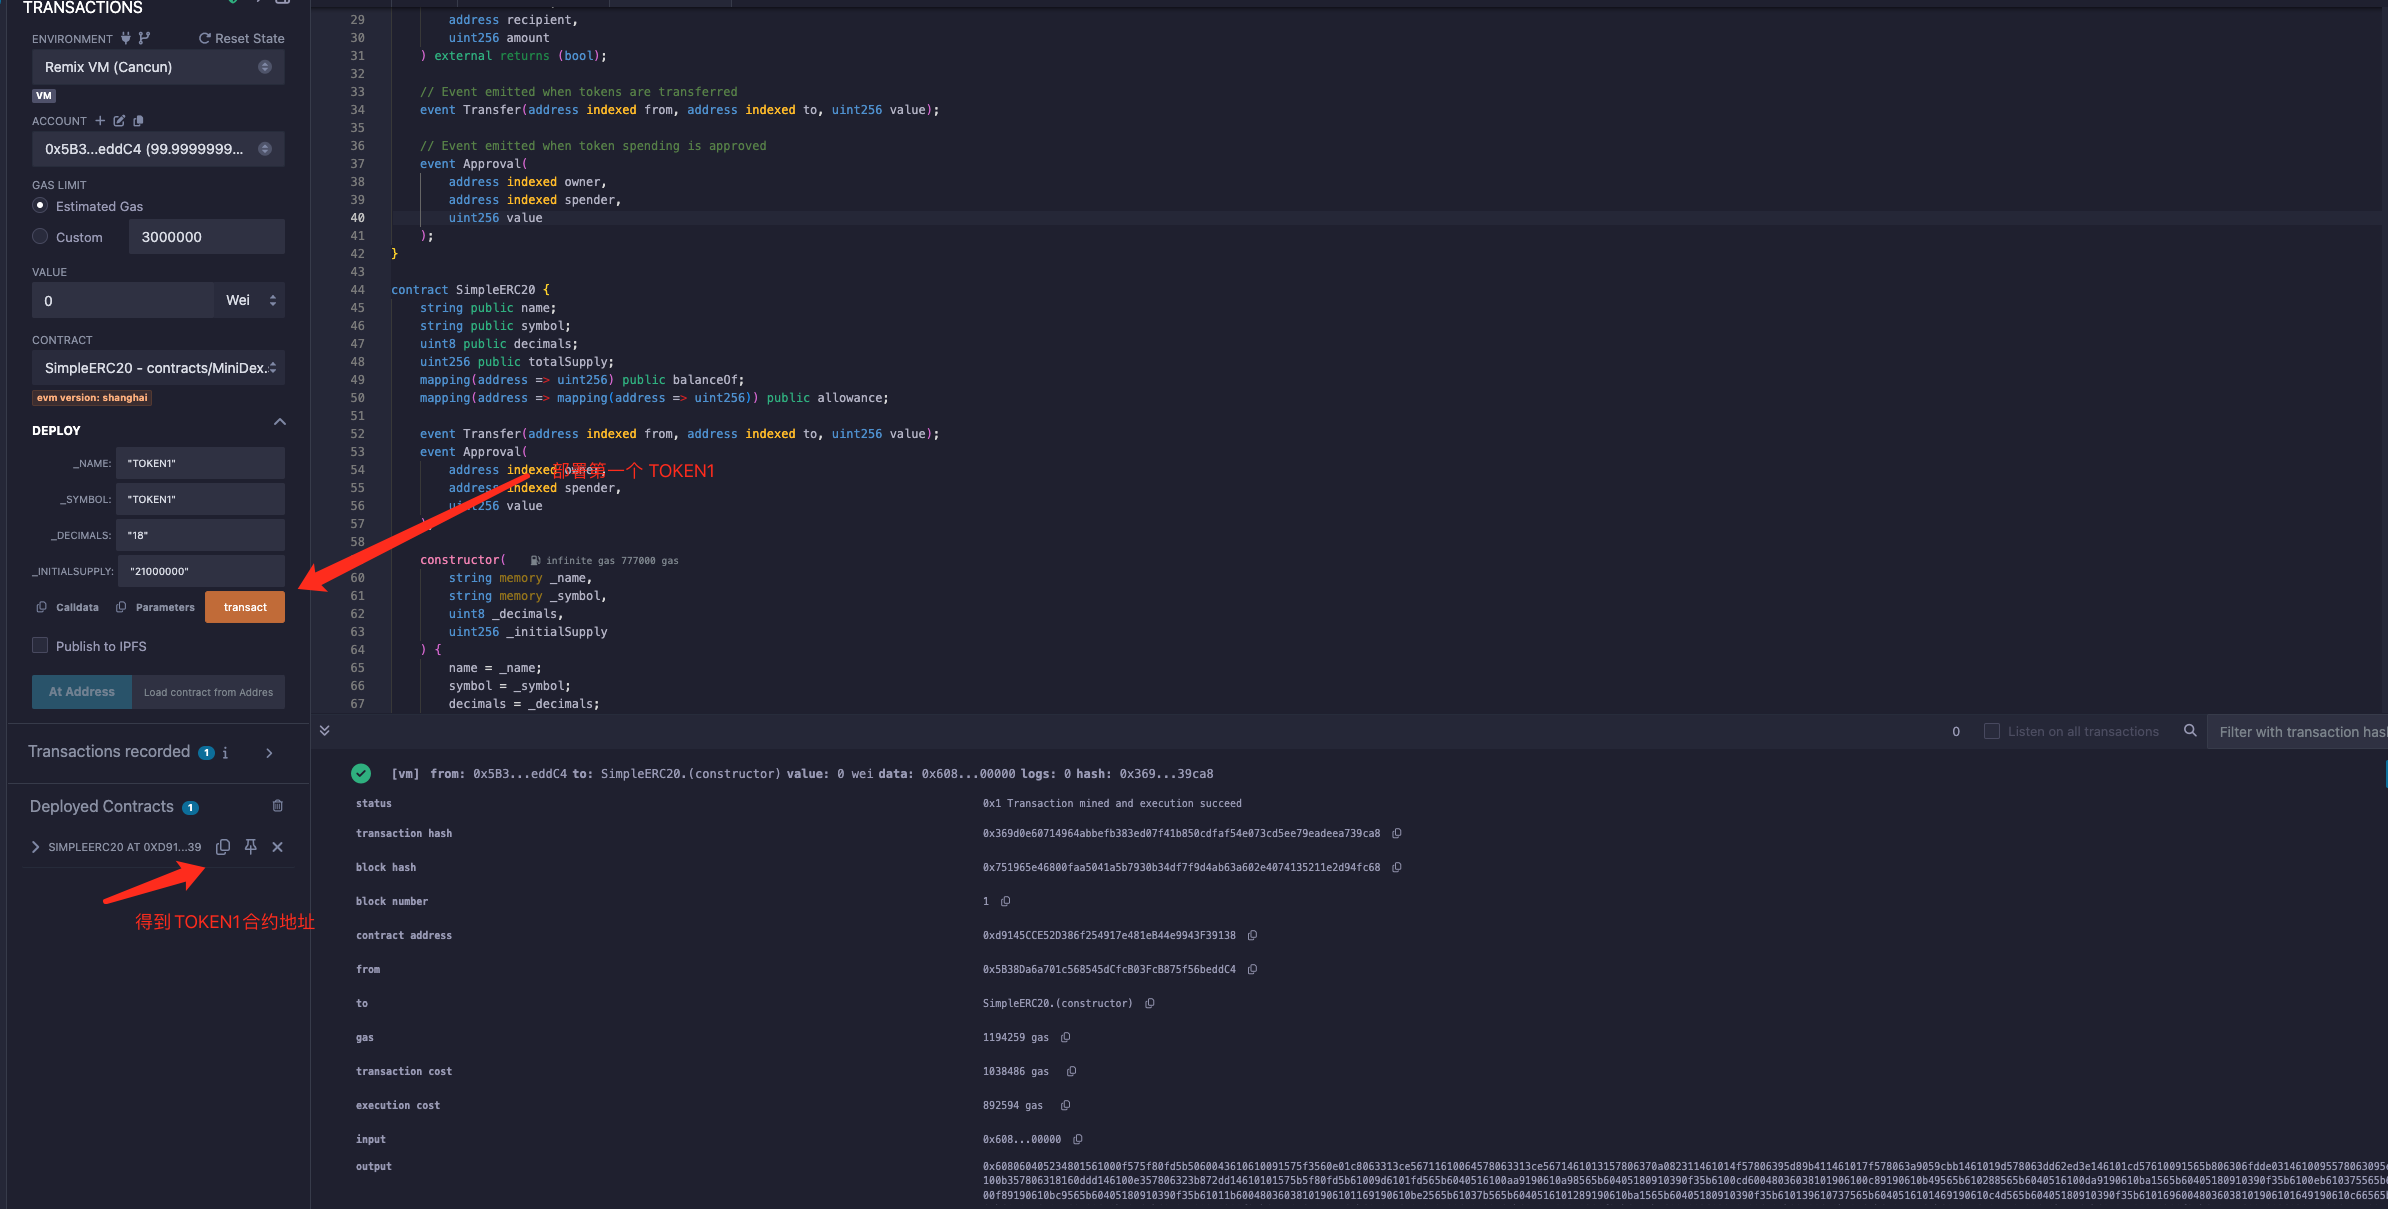 TRANSACTIONS
ENVIRONMENT
Reset State
Remix VM (Cancun)
VM
ACCOUNT
0x5B3...eddC4 (99.9999999...
GAS LIMIT
Estimated Gas
Custom
3000000
VALUE
0
Wei
CONTRACT
SimpleERC20 - contracts/MiniDex.
evm version: shanghai
DEPLOY
_NAME: "TOKEN1"
_SYMBOL: "TOKEN1"
_DECIMALS: "18"
_INITIALSUPPLY: "21000000"
Calldata
Parameters
transact
Publish to IPFS
At Address
Load contract from Addres
Transactions recorded 1 i
Deployed Contracts 1
SIMPLEERC20 AT 0XD91...39
得到 TOKEN1合约地址
29 address recipient,
30 uint256 amount
31 ) external returns (bool);
32
33 // Event emitted when tokens are transferred
34 event Transfer(address indexed from, address indexed to, uint256 value);
35
36 // Event emitted when token spending is approved
37 event Approval(
38 address indexed owner,
39 address indexed spender,
40 uint256 value
41 );
42 }
43
44 contract SimpleERC20 {
45 string public name;
46 string public symbol;
47 uint8 public decimals;
48 uint256 public totalSupply;
49 mapping(address => uint256) public balanceOf;
50 mapping(address => mapping(address => uint256)) public allowance;
51
52 event Transfer(address indexed from, address indexed to, uint256 value);
53 event Approval(
54 address indexed owner,
部署第一个 TOKEN1
55 address indexed spender,
56 uint256 value
57
58
constructor( infinite gas 777000 gas
60 string memory _name,
61 string memory _symbol,
62 uint8 _decimals,
63 uint256 _initialSupply
64 ) {
65 name = _name;
66 symbol = _symbol;
67 decimals = _decimals;
0
Listen on all transactions
Filter with transaction has
[vm] from: 0x5B3...eddC4 to: SimpleERC20.(constructor) value: 0 wei data: 0x608...00000 logs: 0 hash: 0x369...39ca8
status 0x1 Transaction mined and execution succeed
transaction hash 0x369d0e60714964abbefb383ed07f41b850cdfaf54e073cd5ee79eadeea739ca8
block hash 0x751965e46800faa5041a5b7930b34df7f9d4ab63a602e4074135211e2d94fc68
block number 1
contract address 0xd9145CCE52D386f254917e481eB44e9943F39138
from 0x5B38Da6a701c568545dCfcB03FcB875f56beddC4
to SimpleERC20.(constructor)
gas 1194259 gas
transaction cost 1038486 gas
execution cost 892594 gas
input 0x608...00000
output